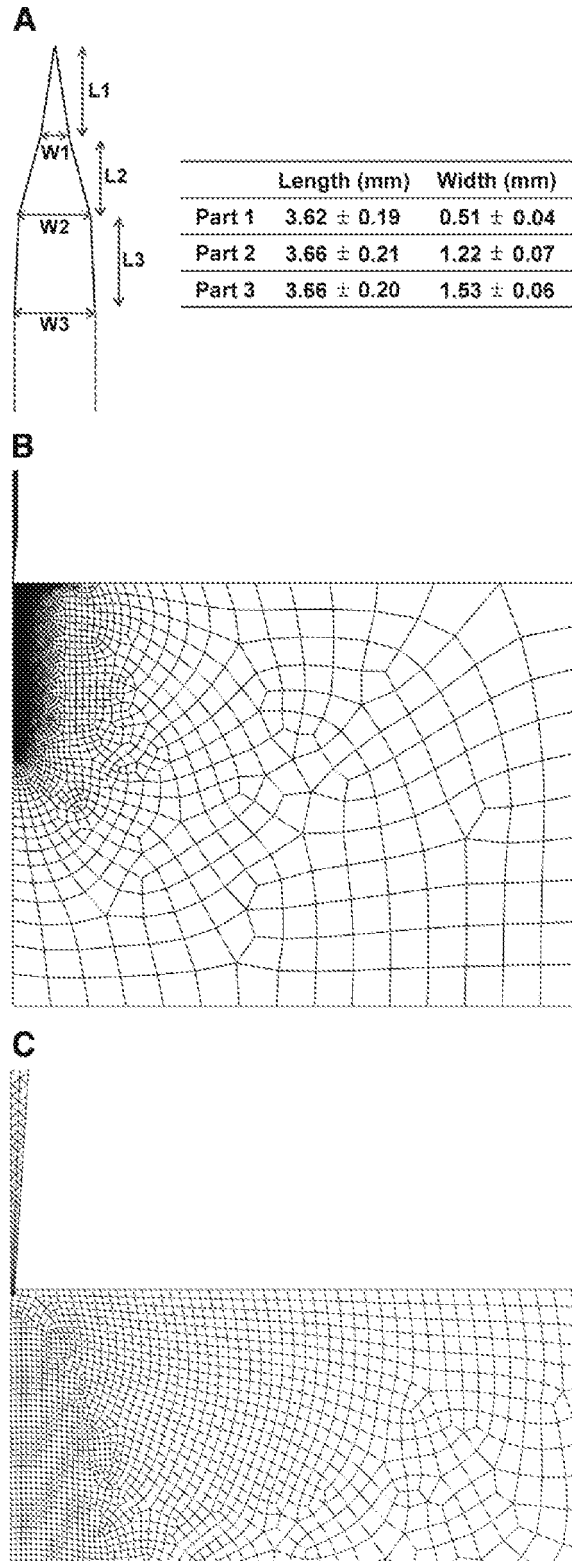 A
L1
W1
L2
W2
L3
W3
Length (mm) Width (mm)
Part 1 3.62 ± 0.19 0.51 ± 0.04
Part 2 3.66 ± 0.21 1.22 ± 0.07
Part 3 3.66 ± 0.20 1.53 ± 0.06
B
C